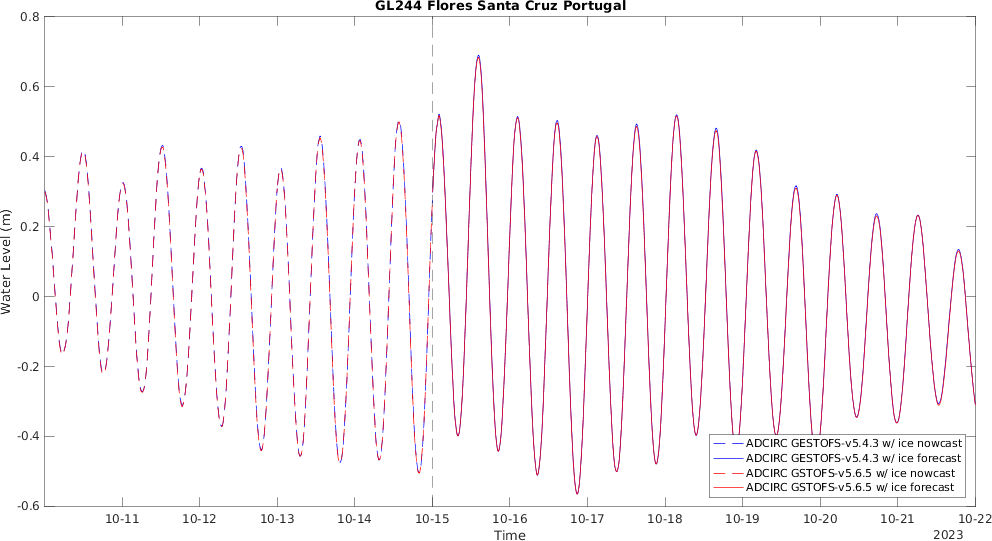 GL244 Flores Santa Cruz Portugal
0.8
0.6
0.4
0.2
0
-0.2
-0.4
-0.6
Water Level (m)
ADCIRC GESTOFS-v5.4.3 w/ ice nowcast
ADCIRC GESTOFS-v5.4.3 w/ ice forecast
ADCIRC GSTOFS-v5.6.5 w/ ice nowcast
ADCIRC GSTOFS-v5.6.5 w/ ice forecast
10-11 10-12 10-13 10-14 10-15 10-16 10-17 10-18 10-19 10-20 10-21 10-22
Time
2023